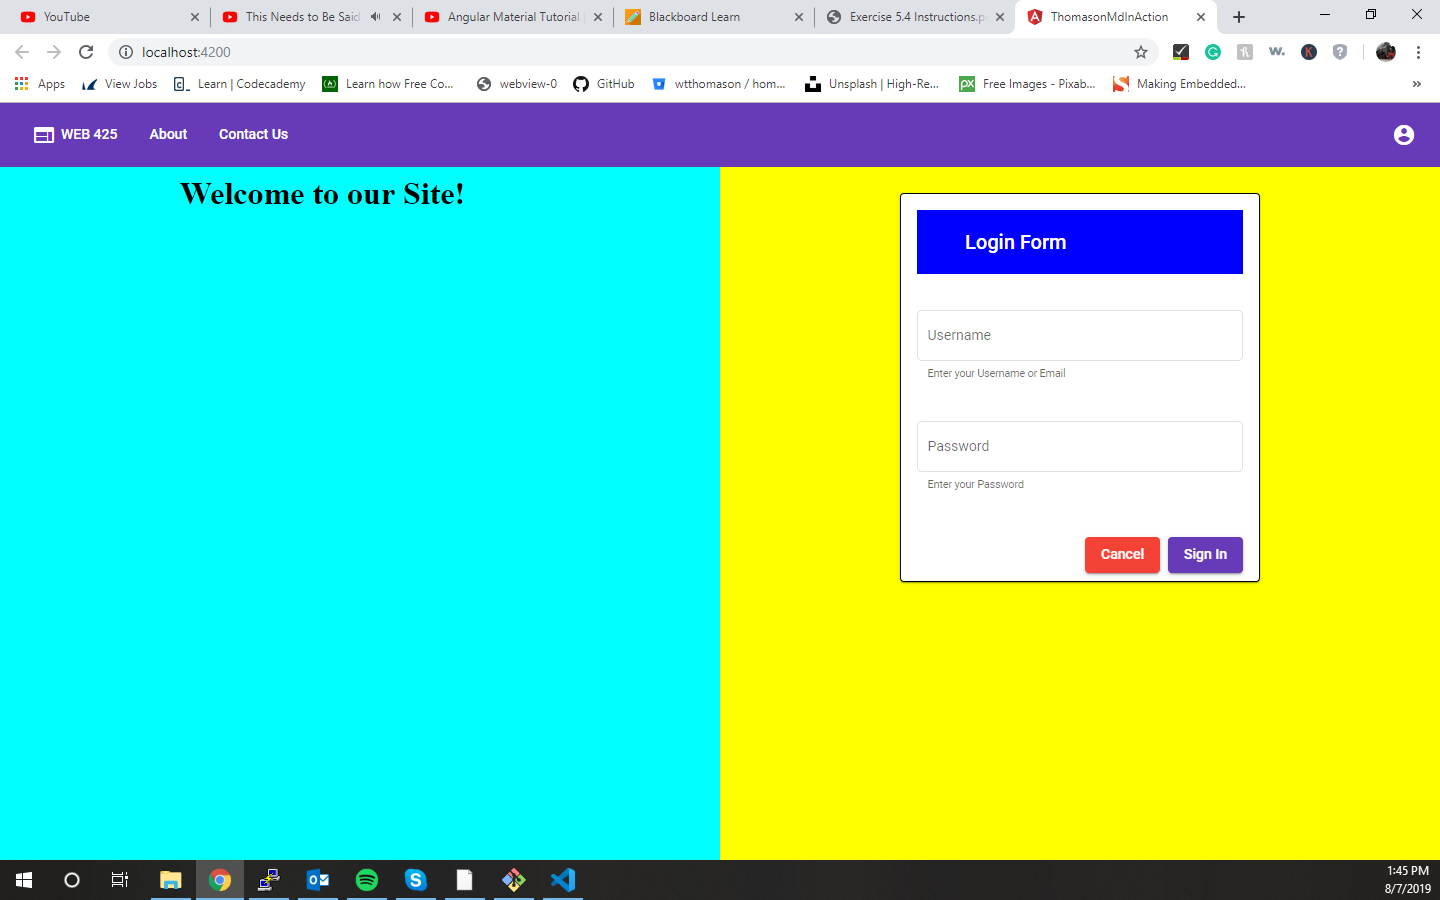 YouTube
This Needs to Be Said
Angular Material Tutorial
Blackboard Learn
Exercise 5.4 Instructions.p
ThomasonMdInAction
localhost:4200
w.
K
Apps
View Jobs
Learn | Codecademy
Learn how Free Co...
webview-0
GitHub
wtthomason / hom...
Unsplash | High-Re...
px
Free Images - Pixab...
Making Embedded...
»
WEB 425
About
Contact Us
Welcome to our Site!
Login Form
Username
Enter your Username or Email
Password
Enter your Password
Cancel
Sign In
1:45 PM
8/7/2019